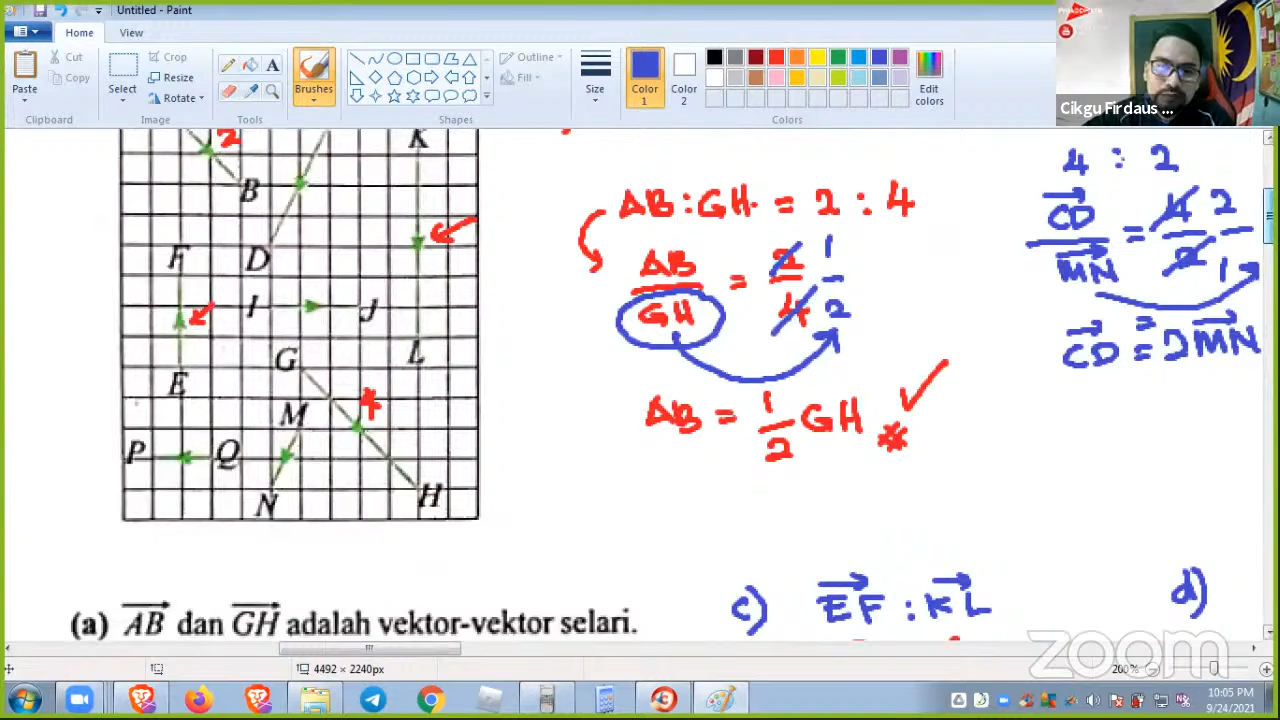 Untitled - Paint
Home
View
Paste
Cut
Copy
Clipboard
Select
Crop
Resize
Rotate
Image
Tools
Brushes
Shapes
Outline
Fill
Size
Color 1
Color 2
Edit colors
Colors
Cikgu Firdaus ...
2
K
B
F
D
I
J
G
L
E
4
M
P
Q
N
H
AB:GH = 2 : 4
AB/GH = 2/4 1/2
AB = 1/2 GH *
4 : 2
CD/MN = 4/2 2/1
CD = 2MN
c) EF : KL
d)
(a) AB dan GH adalah vektor-vektor selari.
zoom
4492 × 2240px
200%
10:05 PM
9/24/2021